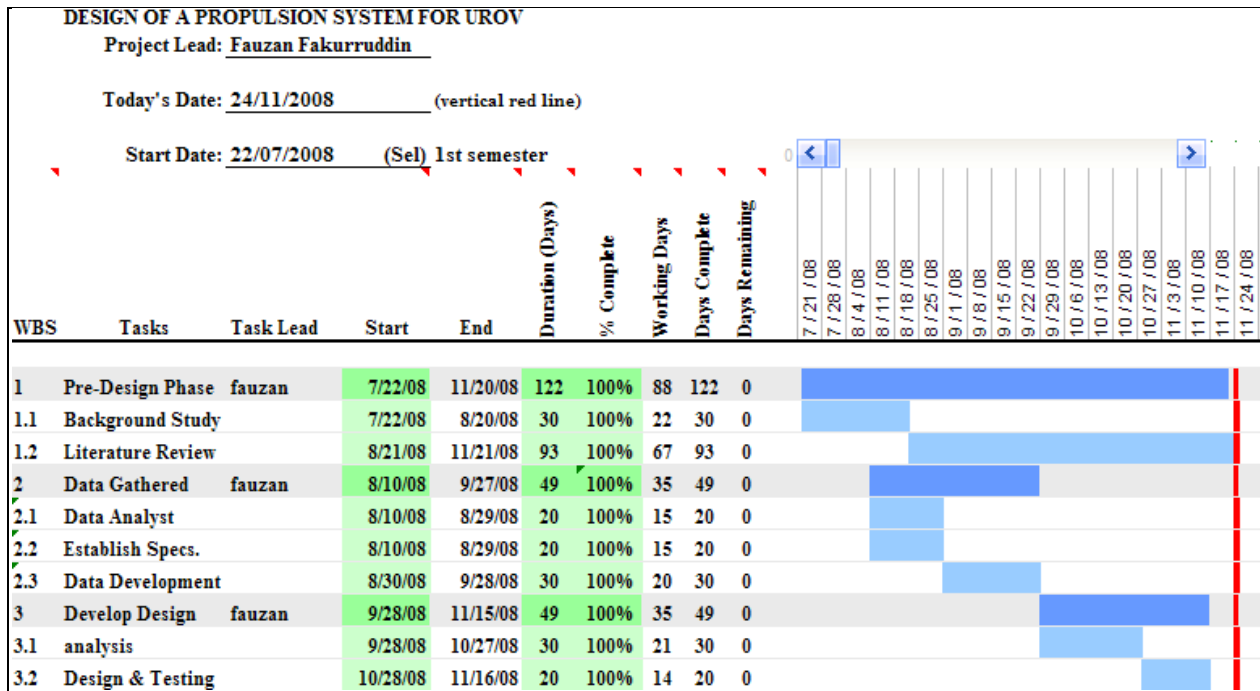 DESIGN OF A PROPULSION SYSTEM FOR UROV
Project Lead: Fauzan Fakurruddin
Today's Date: 24/11/2008 (vertical red line)
Start Date: 22/07/2008 (Sel) 1st semester
0
WBS Tasks Task Lead Start End Duration (Days) % Complete Working Days Days Complete Days Remaining 7 / 21 / 08 7 / 28 / 08 8 / 4 / 08 8 / 11 / 08 8 / 18 / 08 8 / 25 / 08 9 / 1 / 08 9 / 8 / 08 9 / 15 / 08 9 / 22 / 08 9 / 29 / 08 10 / 6 / 08 10 / 13 / 08 10 / 20 / 08 10 / 27 / 08 11 / 3 / 08 11 / 10 / 08 11 / 17 / 08 11 / 24 / 08
1 Pre-Design Phase fauzan 7/22/08 11/20/08 122 100% 88 122 0
1.1 Background Study 7/22/08 8/20/08 30 100% 22 30 0
1.2 Literature Review 8/21/08 11/21/08 93 100% 67 93 0
2 Data Gathered fauzan 8/10/08 9/27/08 49 100% 35 49 0
2.1 Data Analyst 8/10/08 8/29/08 20 100% 15 20 0
2.2 Establish Specs. 8/10/08 8/29/08 20 100% 15 20 0
2.3 Data Development 8/30/08 9/28/08 30 100% 20 30 0
3 Develop Design fauzan 9/28/08 11/15/08 49 100% 35 49 0
3.1 analysis 9/28/08 10/27/08 30 100% 21 30 0
3.2 Design & Testing 10/28/08 11/16/08 20 100% 14 20 0